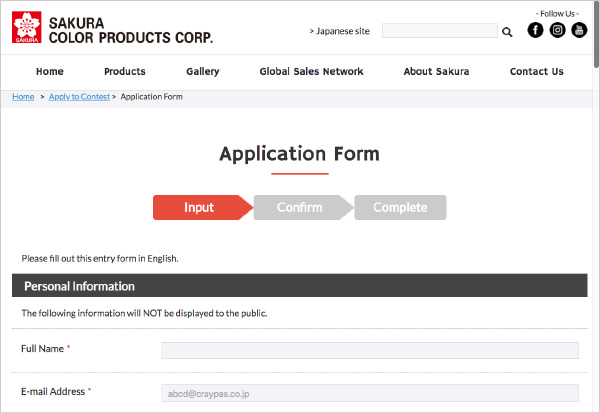 SAKURA
SAKURA
COLOR PRODUCTS CORP.
> Japanese site
- Follow Us -
f
You
Tube
Home Products Gallery Global Sales Network About Sakura Contact Us
Home > Apply to Contest > Application Form
Application Form
Input Confirm Complete
Please fill out this entry form in English.
Personal Information
The following information will NOT be displayed to the public.
Full Name *
E-mail Address * abcd@craypas.co.jp